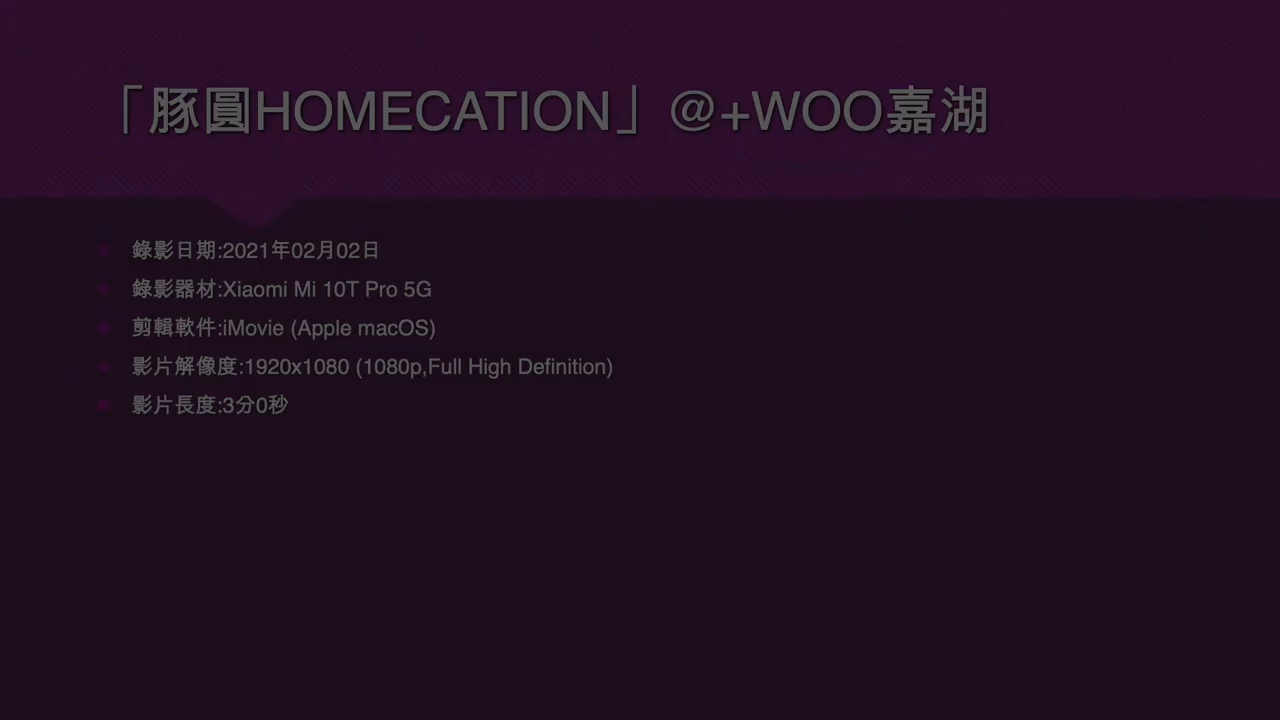 「豚圓HOMECATION」@+WOO嘉湖
錄影日期:2021年02月02日
錄影器材:Xiaomi Mi 10T Pro 5G
剪輯軟件:iMovie (Apple macOS)
影片解像度:1920x1080 (1080p,Full High Definition)
影片長度:3分0秒